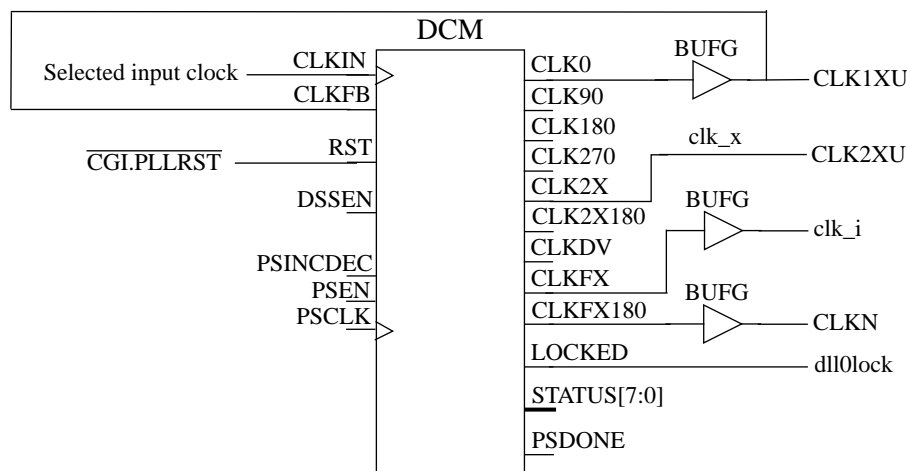 DCM
CLKIN
Selected input clock
CLKFB
RST
CGI.PLLRST
DSSEN
PSINCDEC
PSEN
PSCLK
CLK0
CLK90
CLK180
CLK270
CLK2X
CLK2X180
CLKDV
CLKFX
CLKFX180
LOCKED
STATUS[7:0]
PSDONE
BUFG
CLK1XU
clk_x
CLK2XU
BUFG
clk_i
BUFG
CLKN
dll0lock